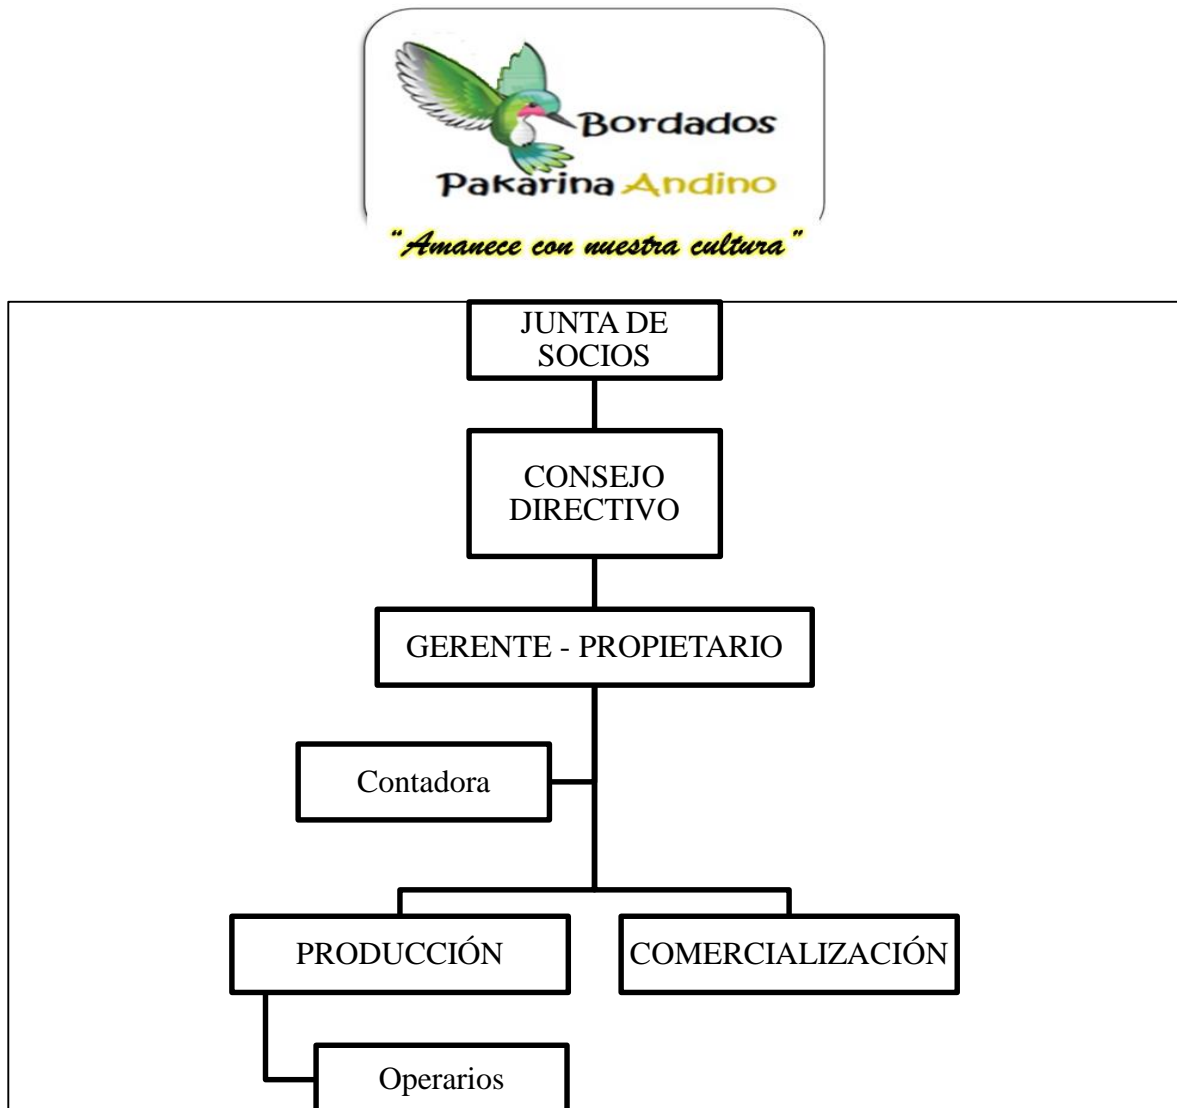 Bordados
Pakarina Andino
“Amanece con nuestra cultura”
JUNTA DE
SOCIOS
CONSEJO
DIRECTIVO
GERENTE - PROPIETARIO
Contadora
PRODUCCIÓN
COMERCIALIZACIÓN
Operarios